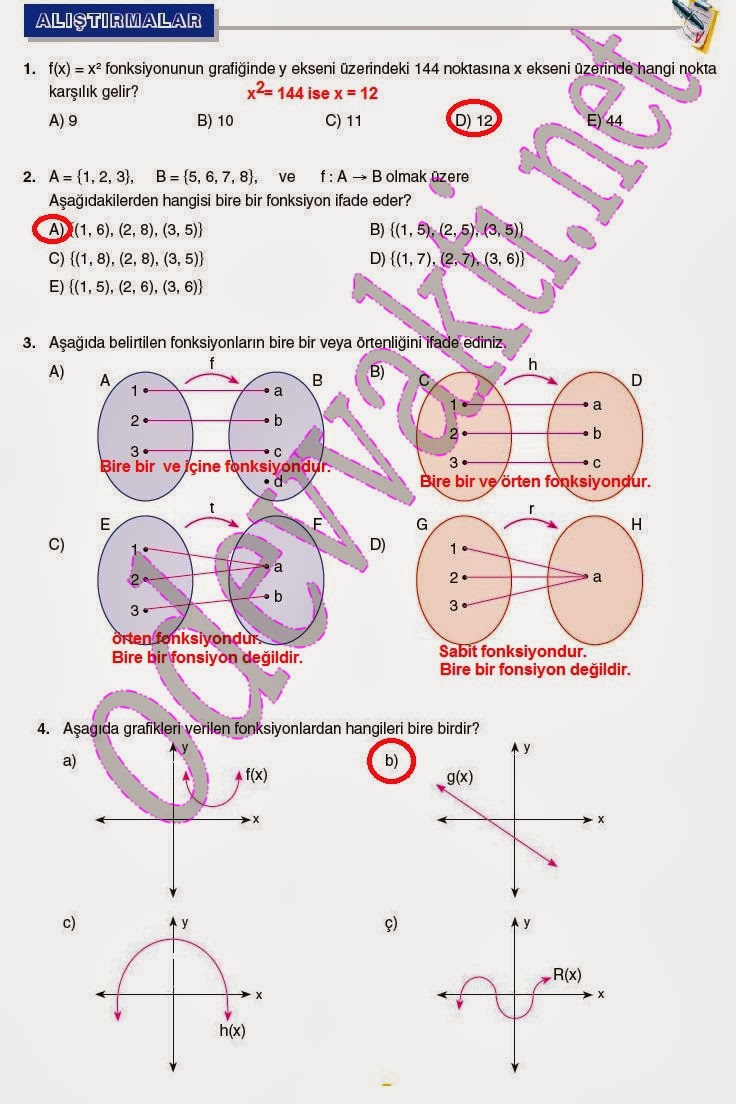 ALIŞTIRMALAR
1. f(x) = x² fonksiyonunun grafiğinde y ekseni üzerindeki 144 noktasına x ekseni üzerinde hangi nokta
karşılık gelir?
x²= 144 ise x = 12
A) 9 B) 10 C) 11 D) 12 E) 44
2. A = {1, 2, 3}, B = {5, 6, 7, 8}, ve f : A → B olmak üzere
Aşağıdakilerden hangisi bire bir fonksiyon ifade eder?
A) {(1, 6), (2, 8), (3, 5)} B) {(1, 5), (2, 5), (3, 5)}
C) {(1, 8), (2, 8), (3, 5)} D) {(1, 7), (2, 7), (3, 6)}
E) {(1, 5), (2, 6), (3, 6)}
3. Aşağıda belirtilen fonksiyonların bire bir veya örtenliğini ifade ediniz.
A) A f B
1 a
2 b
3 c
d
Bire bir ve içine fonksiyondur.
B) C h D
1 a
2 b
3 c
Bire bir ve örten fonksiyondur.
C) E t F
1
2 a
3 b
örten fonksiyondur.
Bire bir fonsiyon değildir.
D) G r H
1
2 a
3
Sabit fonksiyondur.
Bire bir fonsiyon değildir.
4. Aşagıda grafikleri verilen fonksiyonlardan hangileri bire birdir?
a) y f(x) x
b) y g(x) x
c) y x h(x)
ç) y R(x) x
odevvakti.net